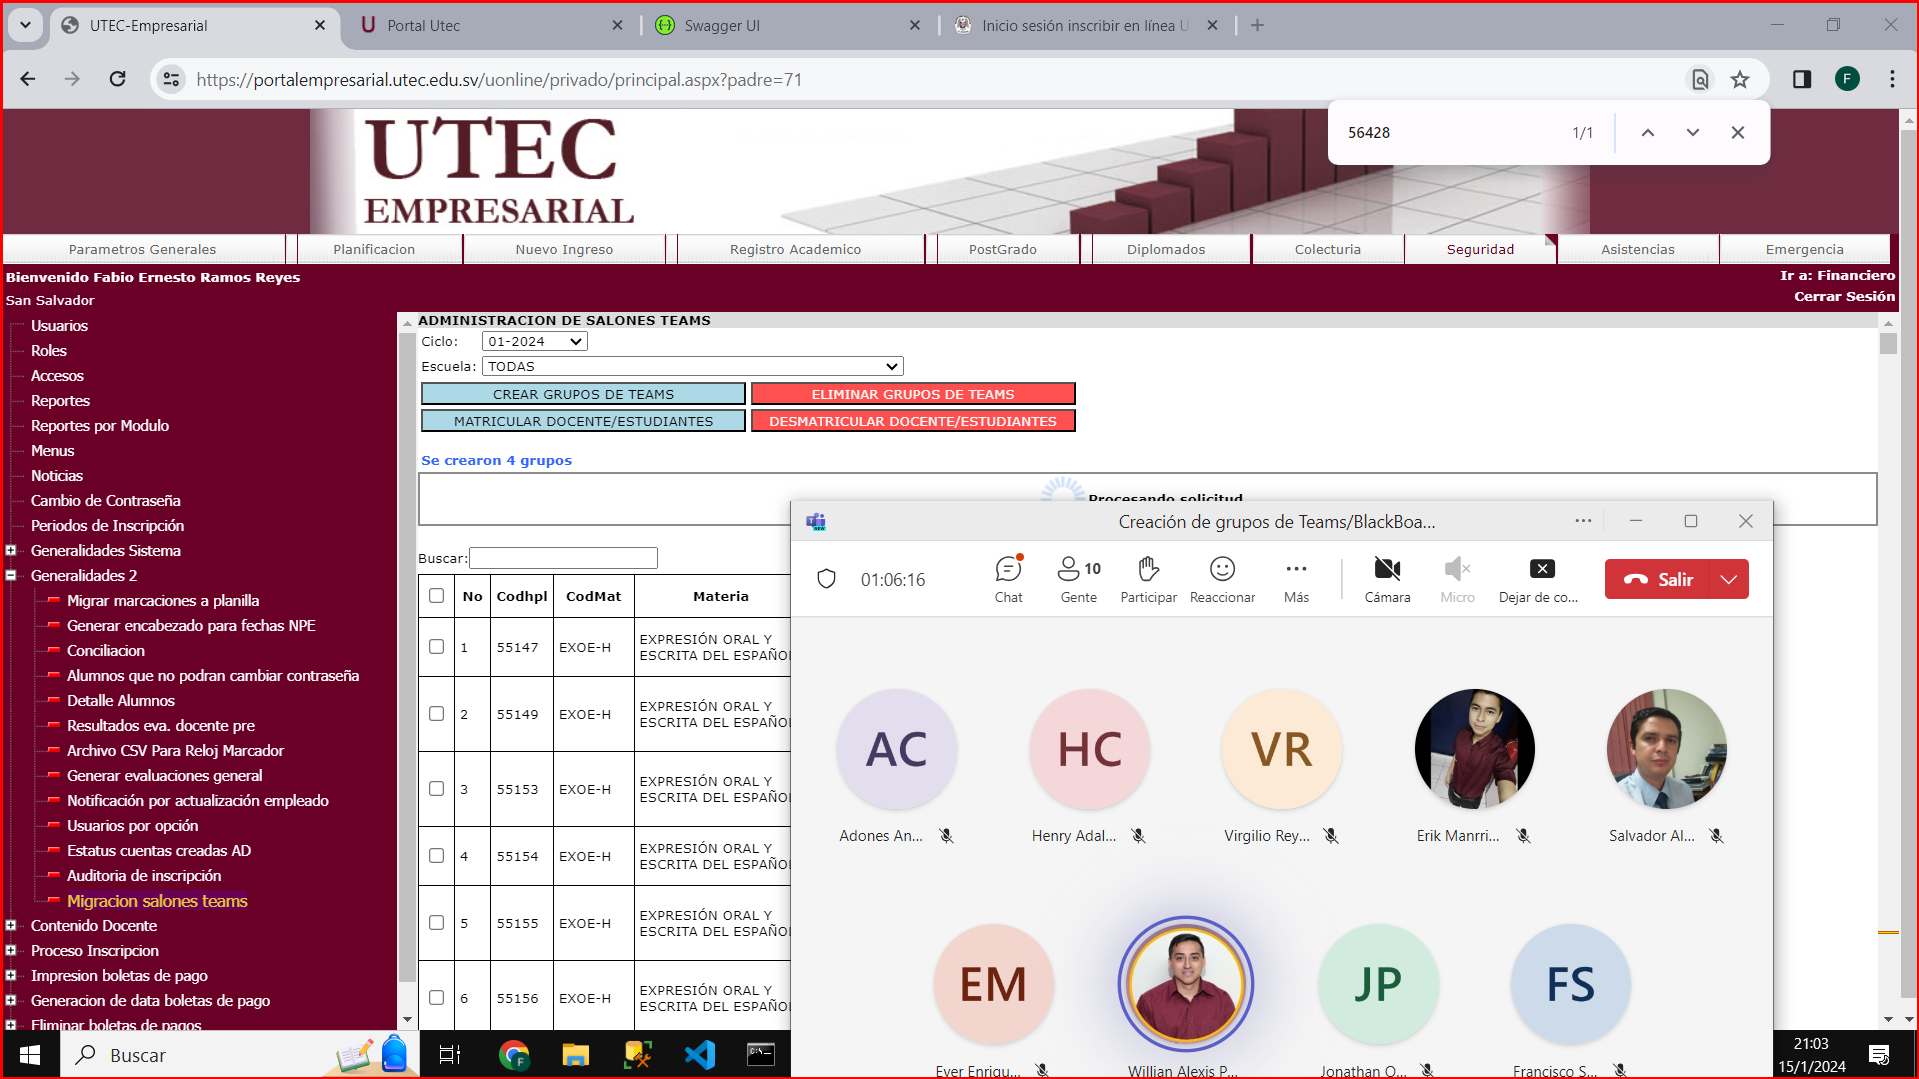 UTEC-Empresarial
Portal Utec
Swagger UI
Inicio sesión inscribir en línea U
https://portalempresarial.utec.edu.sv/uonline/privado/principal.aspx?padre=71
F
56428
1/1
UTEC
EMPRESARIAL
Parametros Generales
Planificacion
Nuevo Ingreso
Registro Academico
PostGrado
Diplomados
Colecturia
Seguridad
Asistencias
Emergencia
Bienvenido Fabio Ernesto Ramos Reyes
Ir a: Financiero
San Salvador
Cerrar Sesión
Usuarios
Roles
Accesos
Reportes
Reportes por Modulo
Menus
Noticias
Cambio de Contraseña
Periodos de Inscripción
Generalidades Sistema
Generalidades 2
Migrar marcaciones a planilla
Generar encabezado para fechas NPE
Conciliacion
Alumnos que no podran cambiar contraseña
Detalle Alumnos
Resultados eva. docente pre
Archivo CSV Para Reloj Marcador
Generar evaluaciones general
Notificación por actualización empleado
Usuarios por opción
Estatus cuentas creadas AD
Auditoria de inscripción
Migracion salones teams
Contenido Docente
Proceso Inscripcion
Impresion boletas de pago
Generacion de data boletas de pago
Eliminar boletas de pagos
ADMINISTRACION DE SALONES TEAMS
Ciclo: 01-2024
Escuela: TODAS
CREAR GRUPOS DE TEAMS
ELIMINAR GRUPOS DE TEAMS
MATRICULAR DOCENTE/ESTUDIANTES
DESMATRICULAR DOCENTE/ESTUDIANTES
Se crearon 4 grupos
Procesando solicitud
Buscar:
No Codhpl CodMat Materia
1 55147 EXOE-H EXPRESIÓN ORAL Y
ESCRITA DEL ESPAÑOL
2 55149 EXOE-H EXPRESIÓN ORAL Y
ESCRITA DEL ESPAÑOL
3 55153 EXOE-H EXPRESIÓN ORAL Y
ESCRITA DEL ESPAÑOL
4 55154 EXOE-H EXPRESIÓN ORAL Y
ESCRITA DEL ESPAÑOL
5 55155 EXOE-H EXPRESIÓN ORAL Y
ESCRITA DEL ESPAÑOL
6 55156 EXOE-H EXPRESIÓN ORAL Y
ESCRITA DEL ESPAÑOL
NEW
Creación de grupos de Teams/BlackBoa...
01:06:16
Chat
10
Gente
Participar
Reaccionar
Más
Cámara
Micro
Dejar de co...
Salir
AC
HC
VR
Adones An...
Henry Adal...
Virgilio Rey...
Erik Manrri...
Salvador Al...
EM
JP
FS
Ever Enriqu...
Willian Alexis P...
Jonathan O...
Francisco S...
Buscar
21:03
15/1/2024